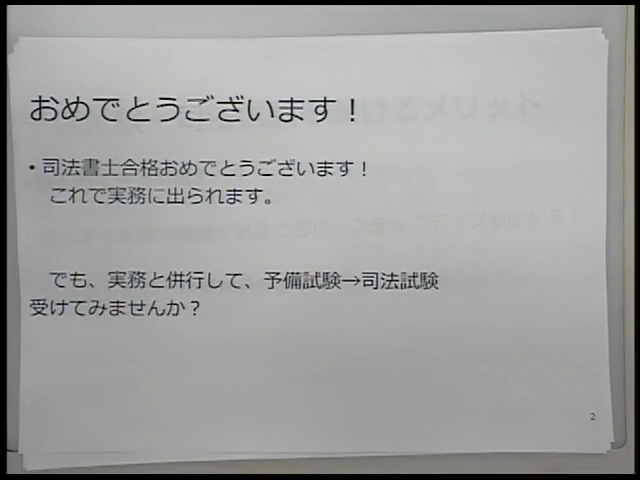 おめでとうございます！
・司法書士合格おめでとうございます！
これで実務に出られます。
でも、実務と併行して、予備試験→司法試験
受けてみませんか？
2